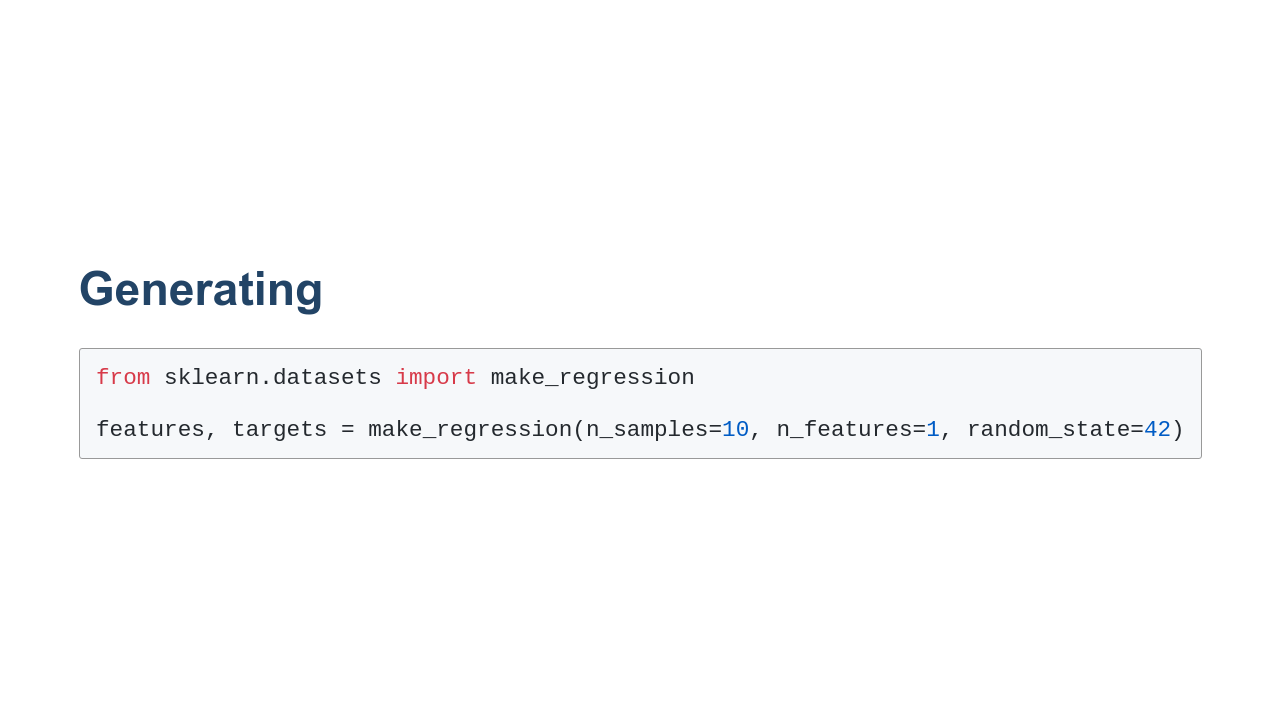 Generating
from sklearn.datasets import make_regression
features, targets = make_regression(n_samples=10, n_features=1, random_state=42)